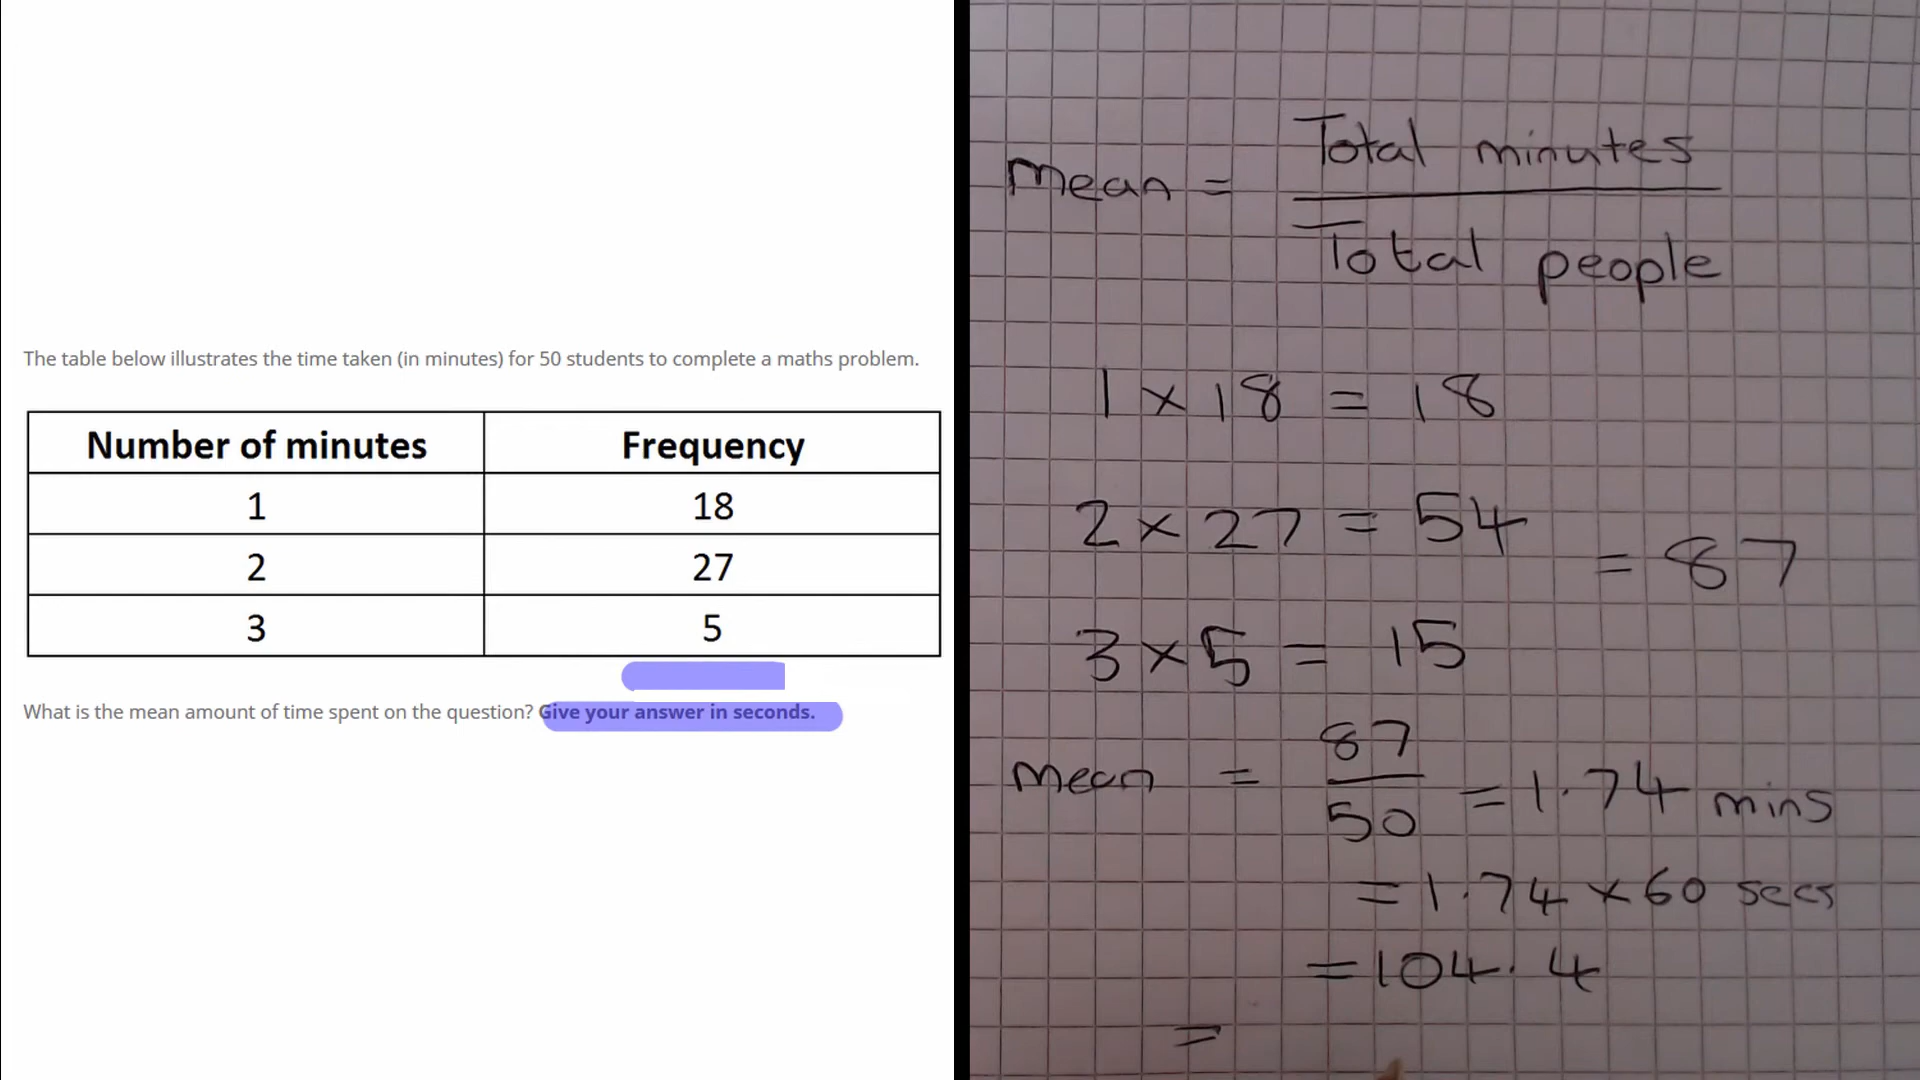 The table below illustrates the time taken (in minutes) for 50 students to complete a maths problem.
Number of minutes Frequency
1 18
2 27
3 5
What is the mean amount of time spent on the question? Give your answer in seconds.
mean = Total minutes
Total people
1 × 18 = 18
2 × 27 = 54
= 87
3 × 5 = 15
mean = 87/50 = 1.74 mins
= 1.74 × 60 secs
= 104.4
=